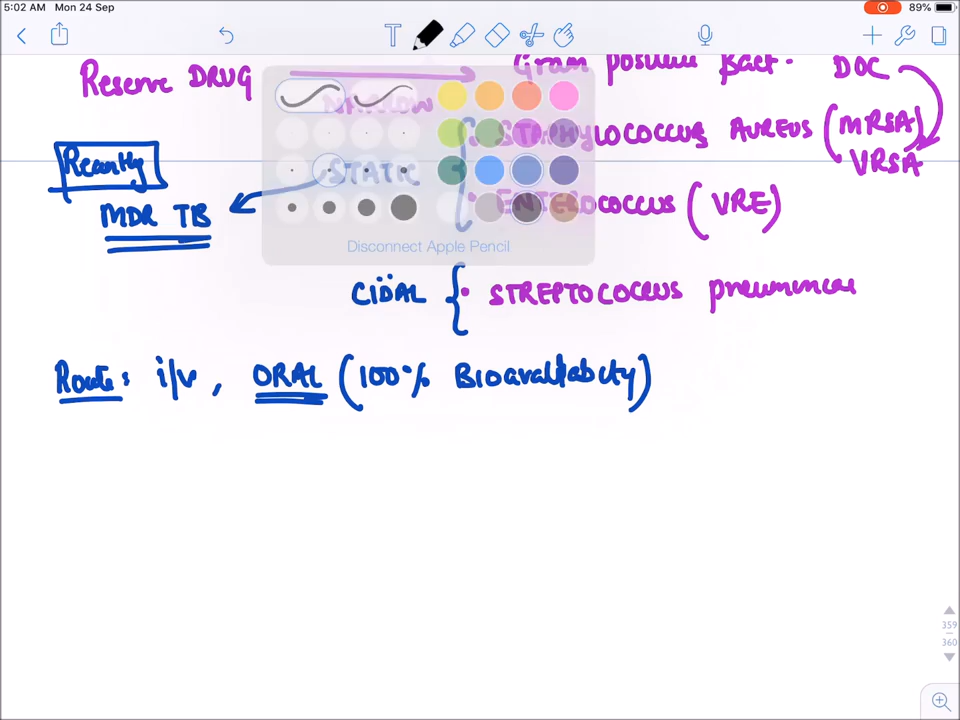 5:02 AM Mon 24 Sep 89%
T
Gram positive Bact. DOC
Reserve DRUG
NARROW
STAPHYLOCOCCUS AUREUS (MRSA)
VRSA
Recently
STATIC
MDR TB
ENTEROCOCCUS (VRE)
Disconnect Apple Pencil
CIDAL { • STREPTOCOCCUS pneumoniae
Route: i/v, ORAL (100% Bioavailability)
359
360